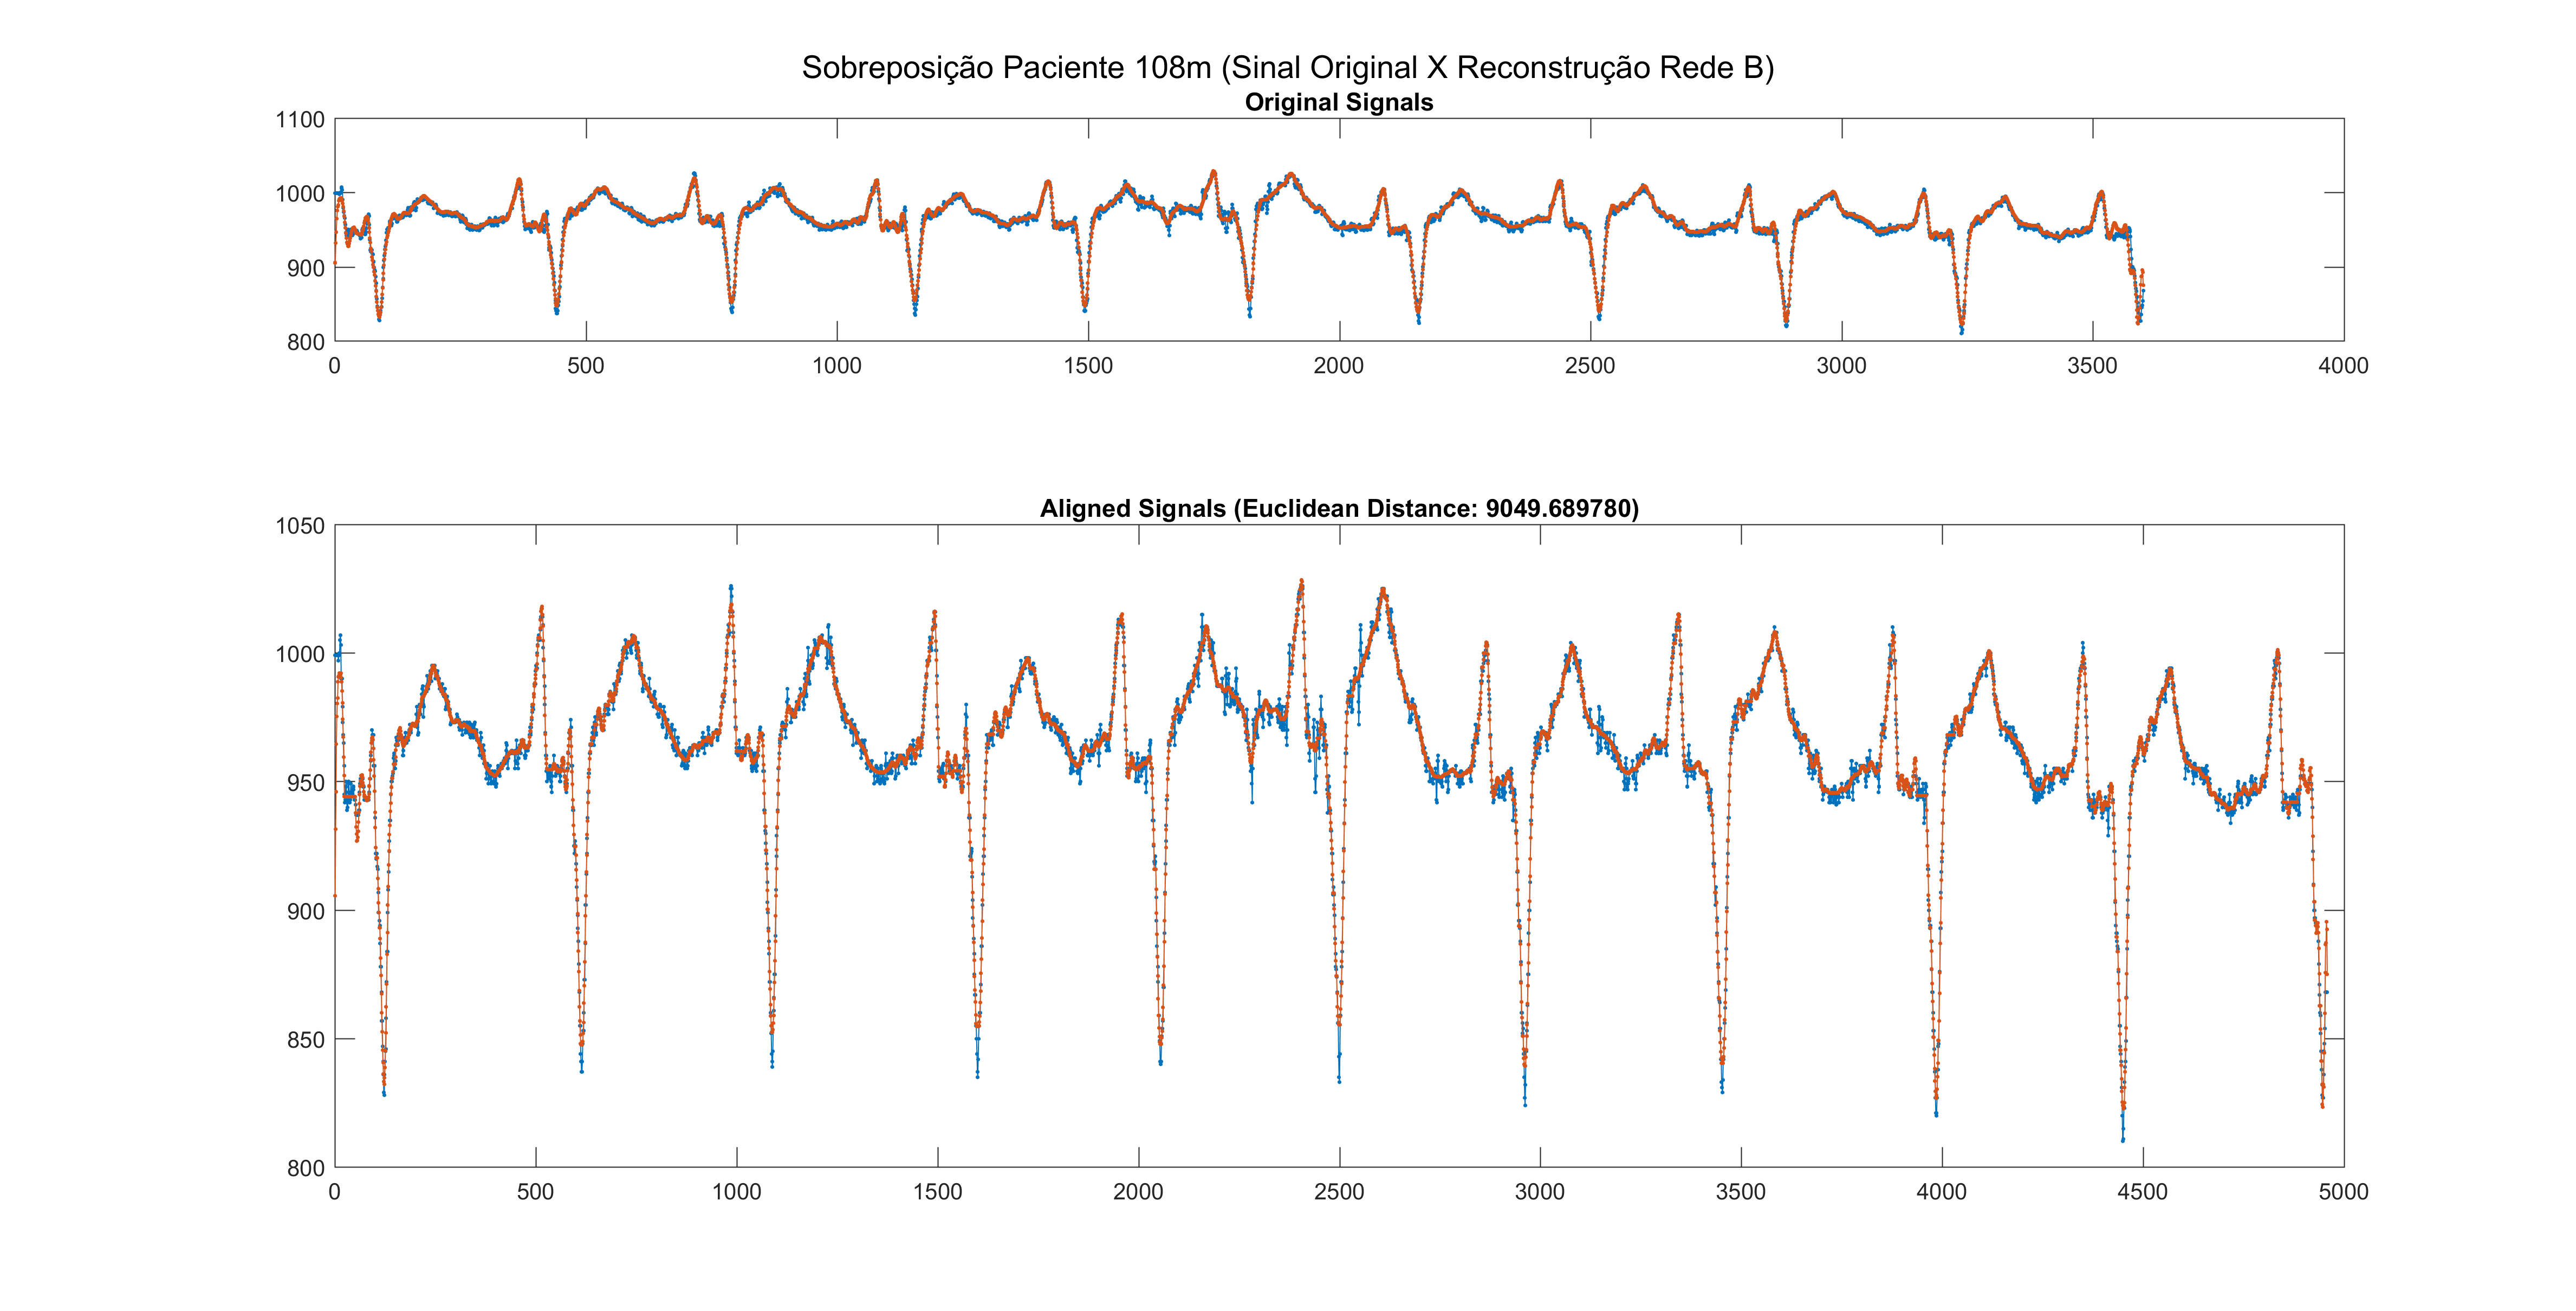 Sobreposição Paciente 108m (Sinal Original X Reconstrução Rede B)
Original Signals
1100
1000
900
800
0 500 1000 1500 2000 2500 3000 3500 4000
Aligned Signals (Euclidean Distance: 9049.689780)
1050
1000
950
900
850
800
0 500 1000 1500 2000 2500 3000 3500 4000 4500 5000